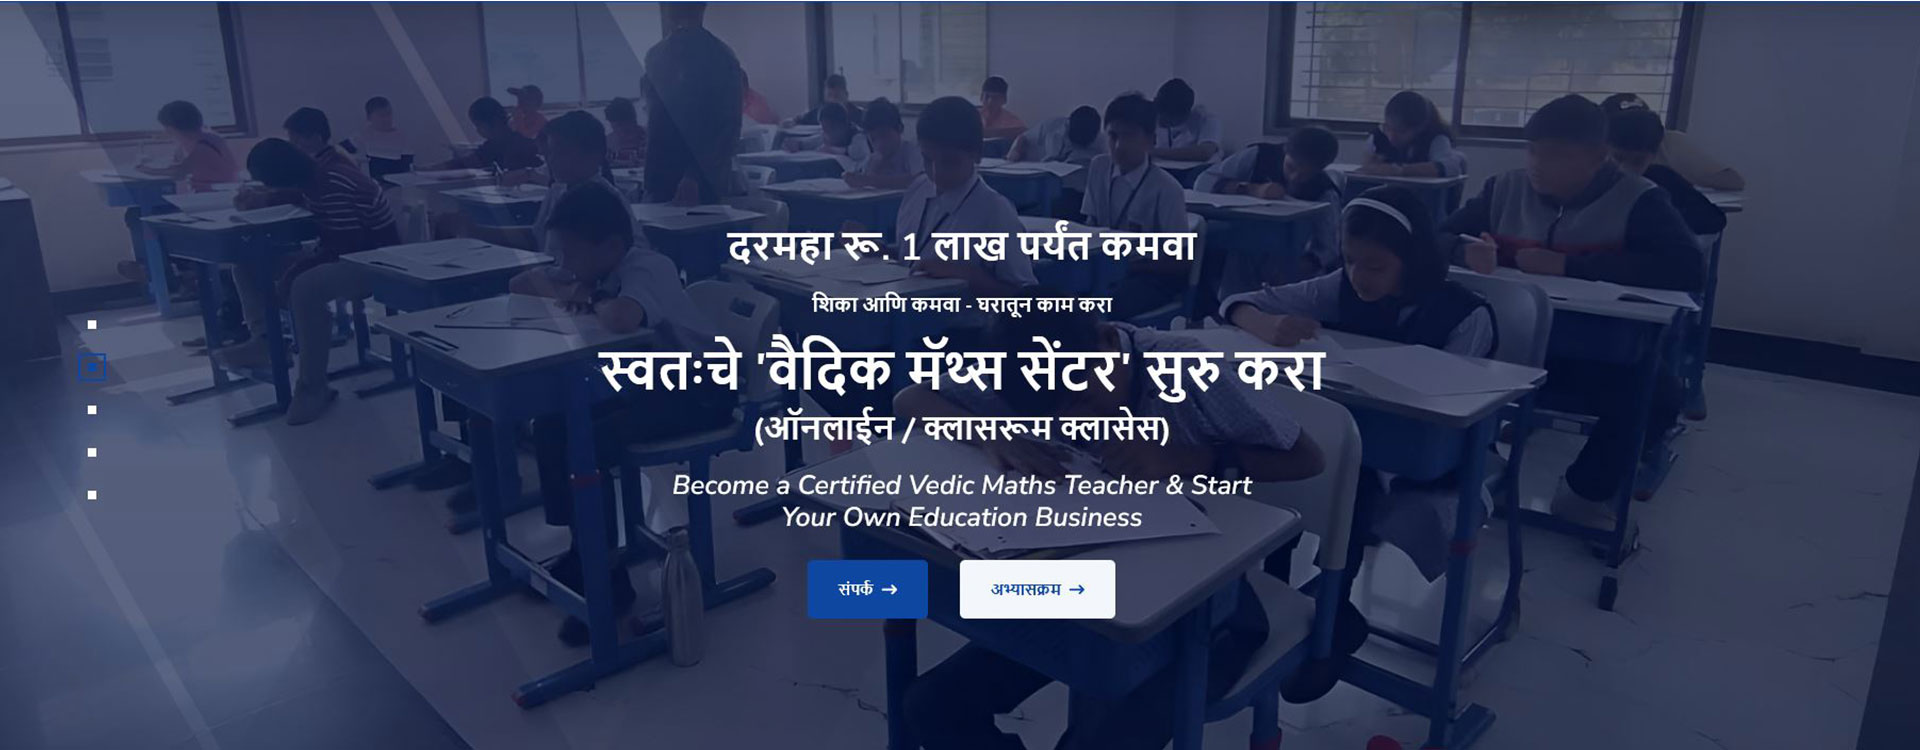 दरमहा रू. 1 लाख पर्यंत कमवा
शिका आणि कमवा - घरातून काम करा
स्वतःचे 'वैदिक मॅथ्स सेंटर' सुरु करा
(ऑनलाईन / क्लासरूम क्लासेस)
Become a Certified Vedic Maths Teacher & Start
Your Own Education Business
संपर्क →
अभ्यासक्रम →